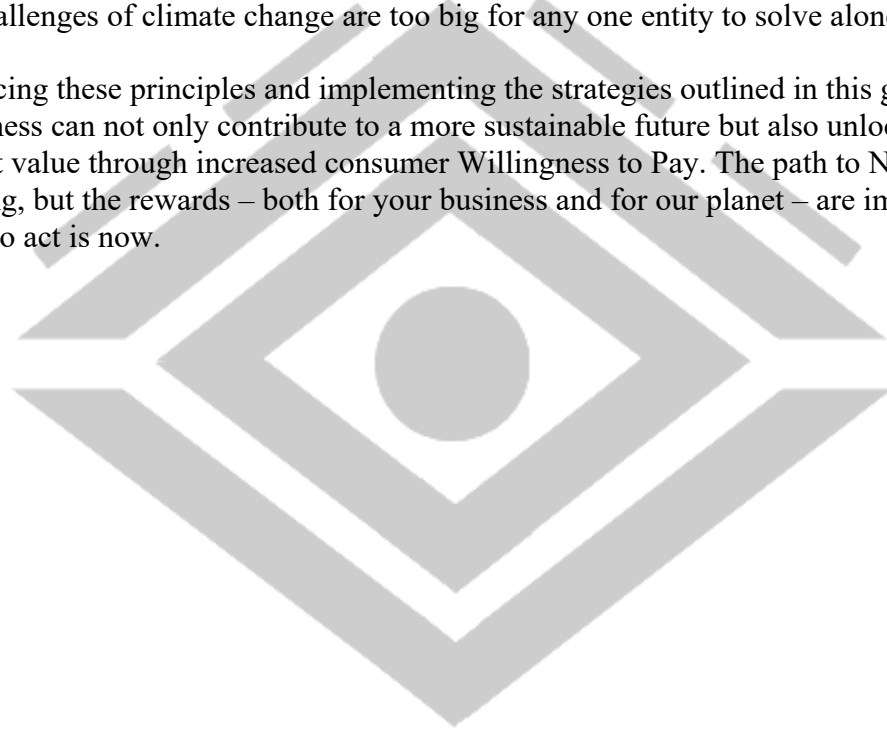 allenges of climate change are too big for any one entity to solve alone
cing these principles and implementing the strategies outlined in this g
ness can not only contribute to a more sustainable future but also unloc
t value through increased consumer Willingness to Pay. The path to N
g, but the rewards – both for your business and for our planet – are im
o act is now.